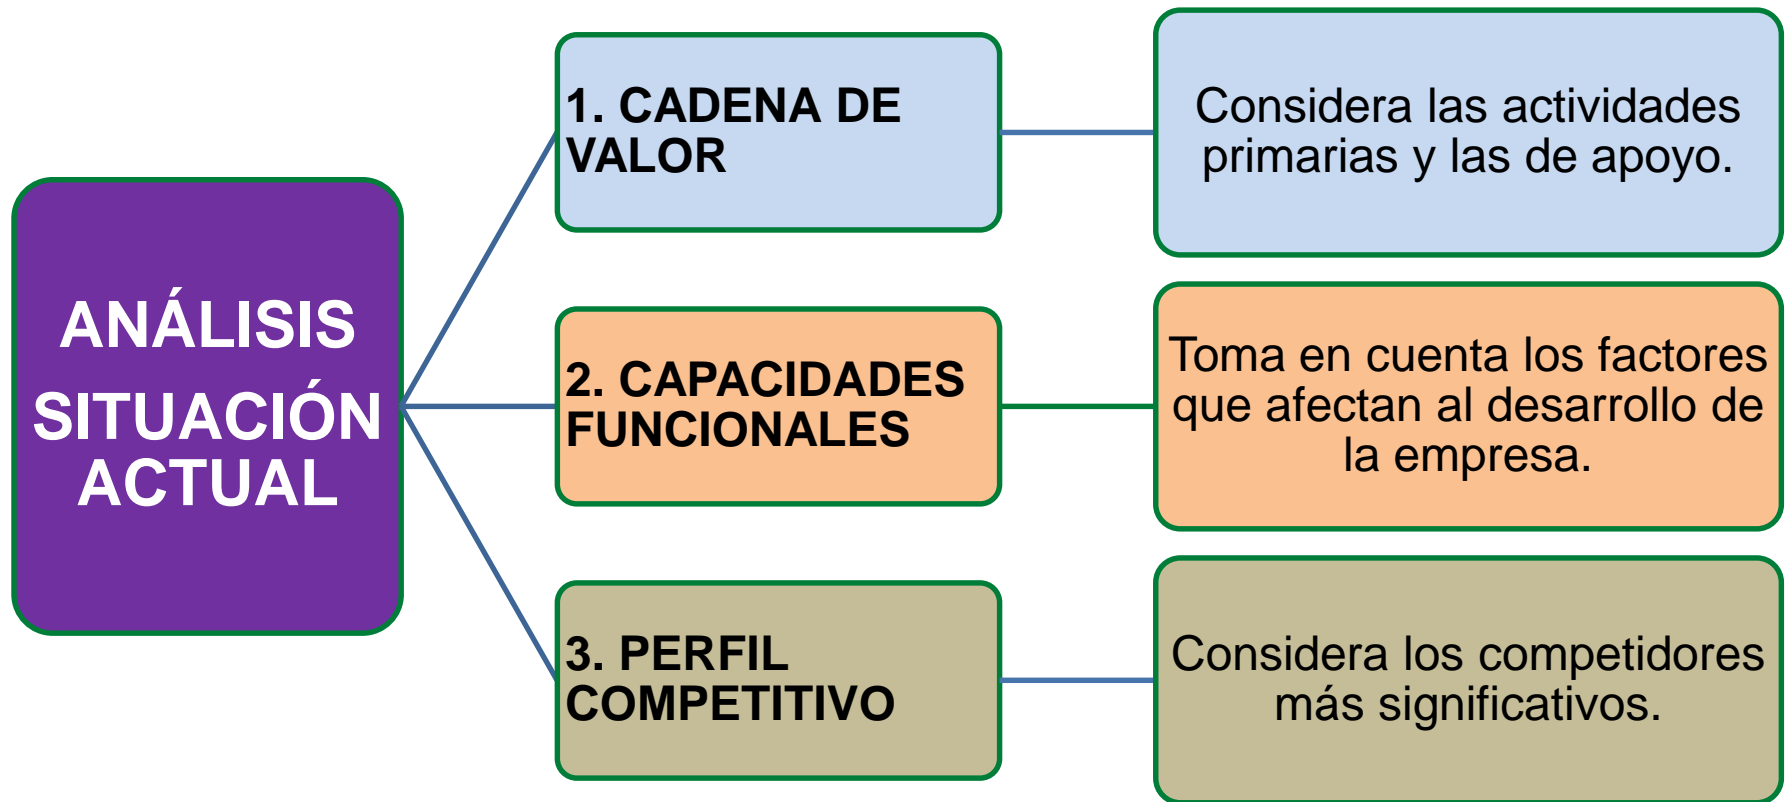 ANÁLISIS
SITUACIÓN
ACTUAL
1. CADENA DE
VALOR
Considera las actividades
primarias y las de apoyo.
2. CAPACIDADES
FUNCIONALES
Toma en cuenta los factores
que afectan al desarrollo de
la empresa.
3. PERFIL
COMPETITIVO
Considera los competidores
más significativos.